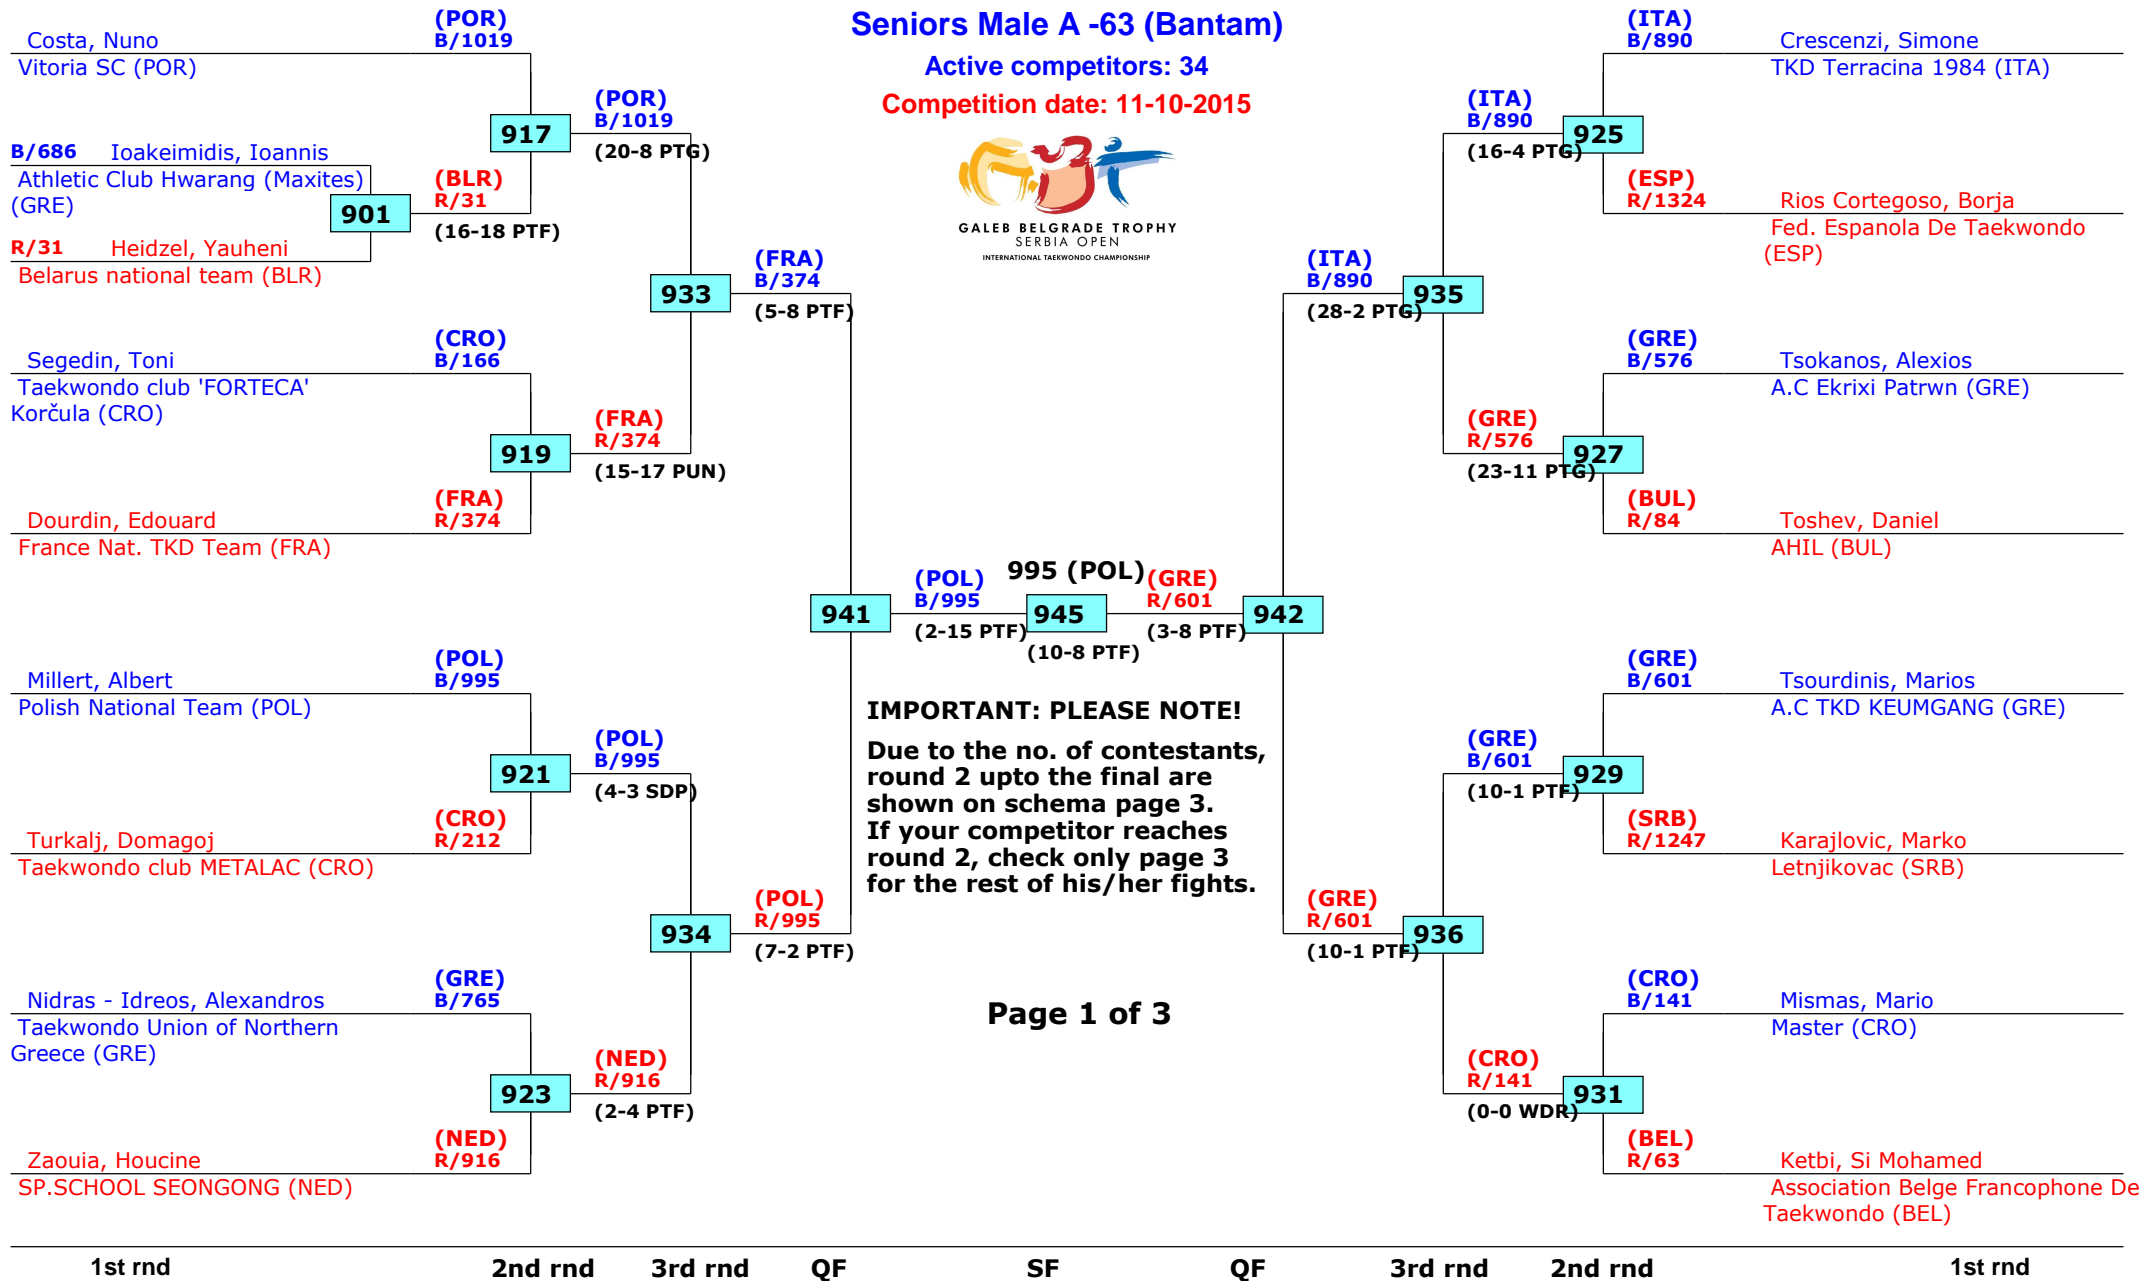 Seniors Male A -63 (Bantam)
Active competitors: 34
Competition date: 11-10-2015
GALEB BELGRADE TROPHY
SERBIA OPEN
INTERNATIONAL TAEKWONDO CHAMPIONSHIP
Costa, Nuno
Vitoria SC (POR)
(POR)
B/1019
B/686 Ioakeimidis, Ioannis
Athletic Club Hwarang (Maxites)
(GRE)
R/31 Heidzel, Yauheni
Belarus national team (BLR)
901
(BLR)
R/31
(16-18 PTF)
917
(POR)
B/1019
(20-8 PTG)
Segedin, Toni
Taekwondo club 'FORTECA'
Korčula (CRO)
(CRO)
B/166
Dourdin, Edouard
France Nat. TKD Team (FRA)
(FRA)
R/374
919
(FRA)
R/374
(15-17 PUN)
933
(FRA)
B/374
(5-8 PTF)
Millert, Albert
Polish National Team (POL)
(POL)
B/995
Turkalj, Domagoj
Taekwondo club METALAC (CRO)
(CRO)
R/212
921
(POL)
B/995
(4-3 SDP)
Nidras - Idreos, Alexandros
Taekwondo Union of Northern
Greece (GRE)
(GRE)
B/765
Zaouia, Houcine
SP.SCHOOL SEONGONG (NED)
(NED)
R/916
923
(NED)
R/916
(2-4 PTF)
934
(POL)
R/995
(7-2 PTF)
941
(POL)
B/995
(2-15 PTF)
995 (POL)
945
(10-8 PTF)
(GRE)
R/601
(3-8 PTF)
942
IMPORTANT: PLEASE NOTE!
Due to the no. of contestants,
round 2 upto the final are
shown on schema page 3.
If your competitor reaches
round 2, check only page 3
for the rest of his/her fights.
Page 1 of 3
(ITA)
B/890
(28-2 PTG)
935
(ITA)
B/890
(16-4 PTG)
925
(ITA)
B/890
Crescenzi, Simone
TKD Terracina 1984 (ITA)
(ESP)
R/1324
Rios Cortegoso, Borja
Fed. Espanola De Taekwondo
(ESP)
(GRE)
R/576
(23-11 PTG)
927
(GRE)
B/576
Tsokanos, Alexios
A.C Ekrixi Patrwn (GRE)
(BUL)
R/84
Toshev, Daniel
AHIL (BUL)
(GRE)
R/601
(10-1 PTF)
936
(GRE)
B/601
(10-1 PTF)
929
(GRE)
B/601
Tsourdinis, Marios
A.C TKD KEUMGANG (GRE)
(SRB)
R/1247
Karajlovic, Marko
Letnjikovac (SRB)
(CRO)
R/141
(0-0 WDR)
931
(CRO)
B/141
Mismas, Mario
Master (CRO)
(BEL)
R/63
Ketbi, Si Mohamed
Association Belge Francophone De
Taekwondo (BEL)
1st rnd 2nd rnd 3rd rnd QF SF QF 3rd rnd 2nd rnd 1st rnd